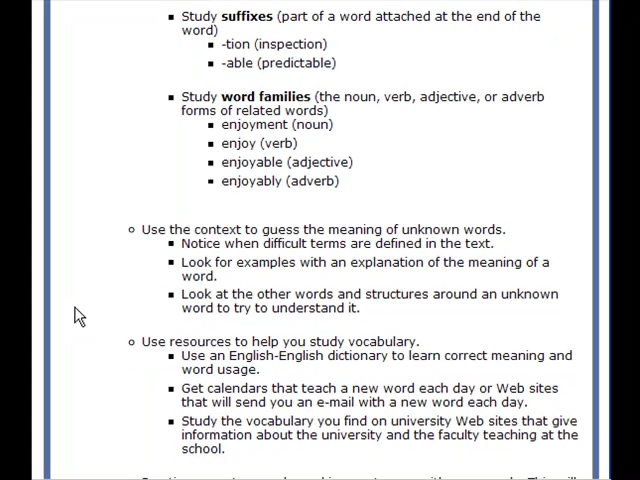 Study suffixes (part of a word attached at the end of the
word)
-tion (inspection)
-able (predictable)
Study word families (the noun, verb, adjective, or adverb
forms of related words)
enjoyment (noun)
enjoy (verb)
enjoyable (adjective)
enjoyably (adverb)
Use the context to guess the meaning of unknown words.
Notice when difficult terms are defined in the text.
Look for examples with an explanation of the meaning of a
word.
Look at the other words and structures around an unknown
word to try to understand it.
Use resources to help you study vocabulary.
Use an English-English dictionary to learn correct meaning and
word usage.
Get calendars that teach a new word each day or Web sites
that will send you an e-mail with a new word each day.
Study the vocabulary you find on university Web sites that give
information about the university and the faculty teaching at the
school.